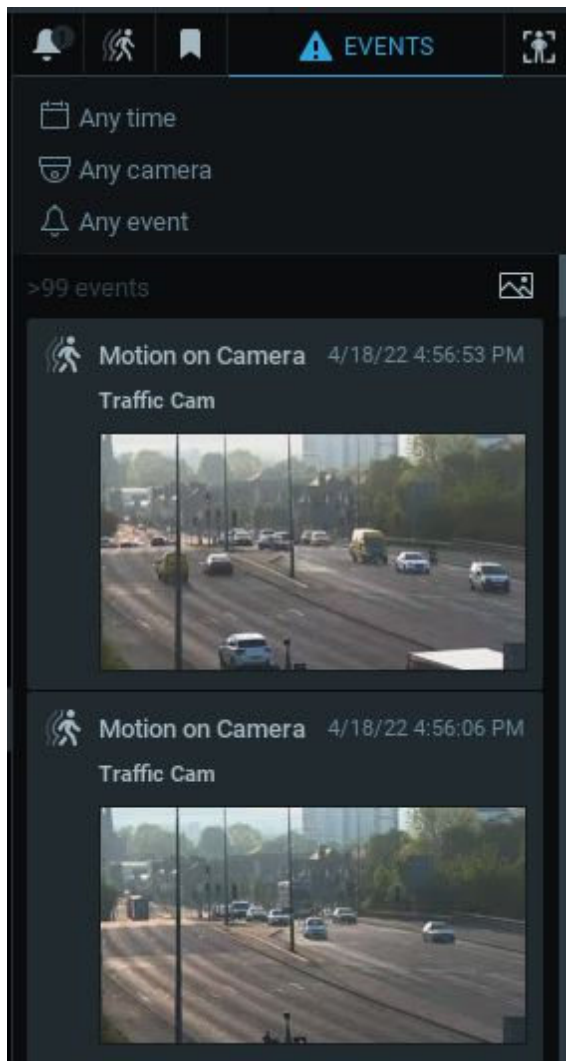 EVENTS
Any time
Any camera
Any event
>99 events
Motion on Camera 4/18/22 4:56:53 PM
Traffic Cam
Motion on Camera 4/18/22 4:56:06 PM
Traffic Cam